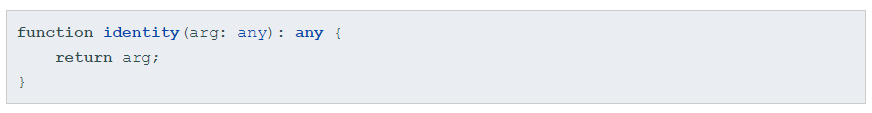 function identity(arg: any): any {
    return arg;
}